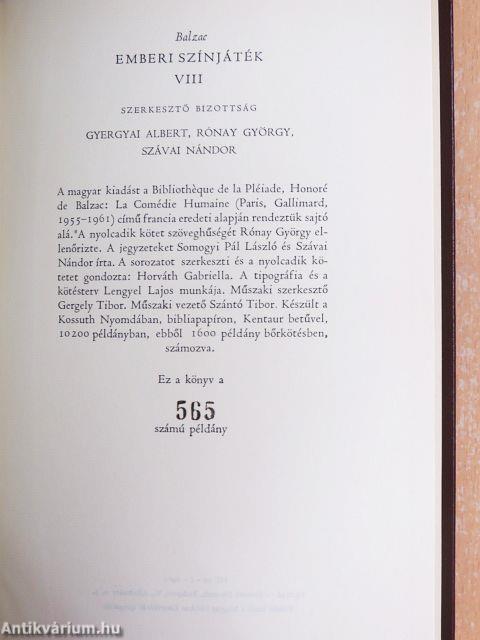 Balzac
EMBERI SZÍNJÁTÉK
VIII
SZERKESZTŐ BIZOTTSÁG
GYERGYAI ALBERT, RÓNAY GYÖRGY,
SZÁVAI NÁNDOR
A magyar kiadást a Bibliothèque de la Pléiade, Honoré
de Balzac: La Comédie Humaine (Paris, Gallimard,
1955–1961) című francia eredeti alapján rendeztük sajtó
alá. A nyolcadik kötet szöveghűségét Rónay György el-
lenőrizte. A jegyzeteket Somogyi Pál László és Szávai
Nándor írta. A sorozatot szerkeszti és a nyolcadik kö-
tetet gondozta: Horváth Gabriella. A tipográfia és a
kötésterv Lengyel Lajos munkája. Műszaki szerkesztő
Gergely Tibor. Műszaki vezető Szántó Tibor. Készült a
Kossuth Nyomdában, bibliapapíron, Kentaur betűvel,
10200 példányban, ebből 1600 példány bőrkötésben,
számozva.
Ez a könyv a
565
számú példány
Antikvárium.hu